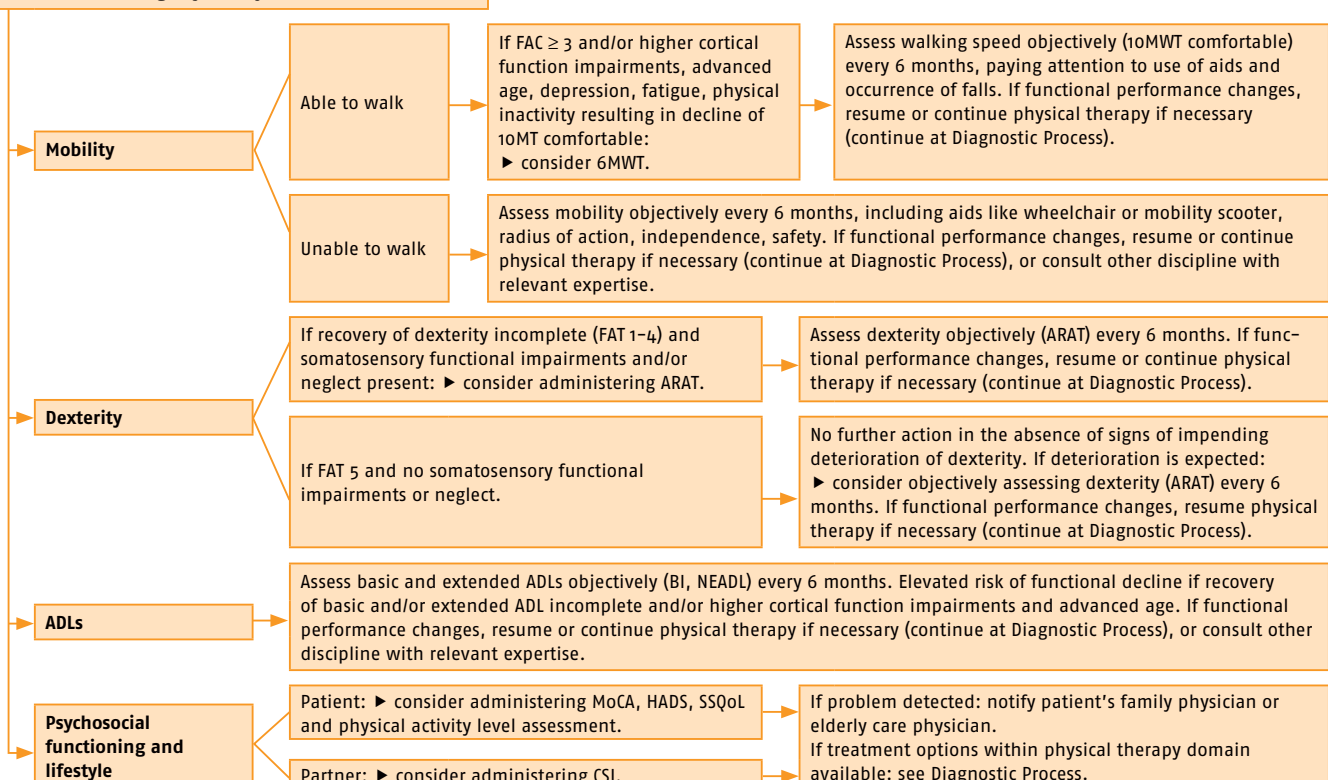 Able to walk
If FAC ≥ 3 and/or higher cortical
function impairments, advanced
age, depression, fatigue, physical
inactivity resulting in decline of
10MT comfortable:
▶ consider 6MWT.
Assess walking speed objectively (10MWT comfortable)
every 6 months, paying attention to use of aids and
occurrence of falls. If functional performance changes,
resume or continue physical therapy if necessary
(continue at Diagnostic Process).
Mobility
Unable to walk
Assess mobility objectively every 6 months, including aids like wheelchair or mobility scooter,
radius of action, independence, safety. If functional performance changes, resume or continue
physical therapy if necessary (continue at Diagnostic Process), or consult other discipline with
relevant expertise.
If recovery of dexterity incomplete (FAT 1–4) and
somatosensory functional impairments and/or
neglect present: ▶ consider administering ARAT.
Assess dexterity objectively (ARAT) every 6 months. If func-
tional performance changes, resume or continue physical
therapy if necessary (continue at Diagnostic Process).
Dexterity
If FAT 5 and no somatosensory functional
impairments or neglect.
No further action in the absence of signs of impending
deterioration of dexterity. If deterioration is expected:
▶ consider objectively assessing dexterity (ARAT) every 6
months. If functional performance changes, resume physical
therapy if necessary (continue at Diagnostic Process).
ADLs
Assess basic and extended ADLs objectively (BI, NEADL) every 6 months. Elevated risk of functional decline if recovery
of basic and/or extended ADL incomplete and/or higher cortical function impairments and advanced age. If functional
performance changes, resume or continue physical therapy if necessary (continue at Diagnostic Process), or consult other
discipline with relevant expertise.
Psychosocial
functioning and
lifestyle
Patient: ▶ consider administering MoCA, HADS, SSQoL
and physical activity level assessment.
Partner: ▶ consider administering CSI.
If problem detected: notify patient's family physician or
elderly care physician.
If treatment options within physical therapy domain
available: see Diagnostic Process.